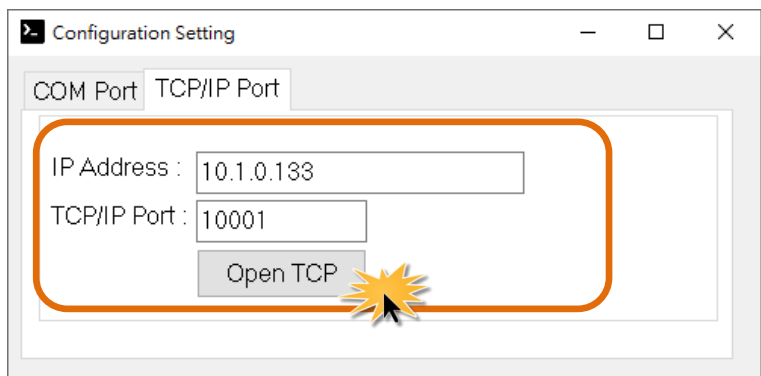 Configuration Setting
COM Port TCP/IP Port
IP Address : 10.1.0.133
TCP/IP Port : 10001
Open TCP